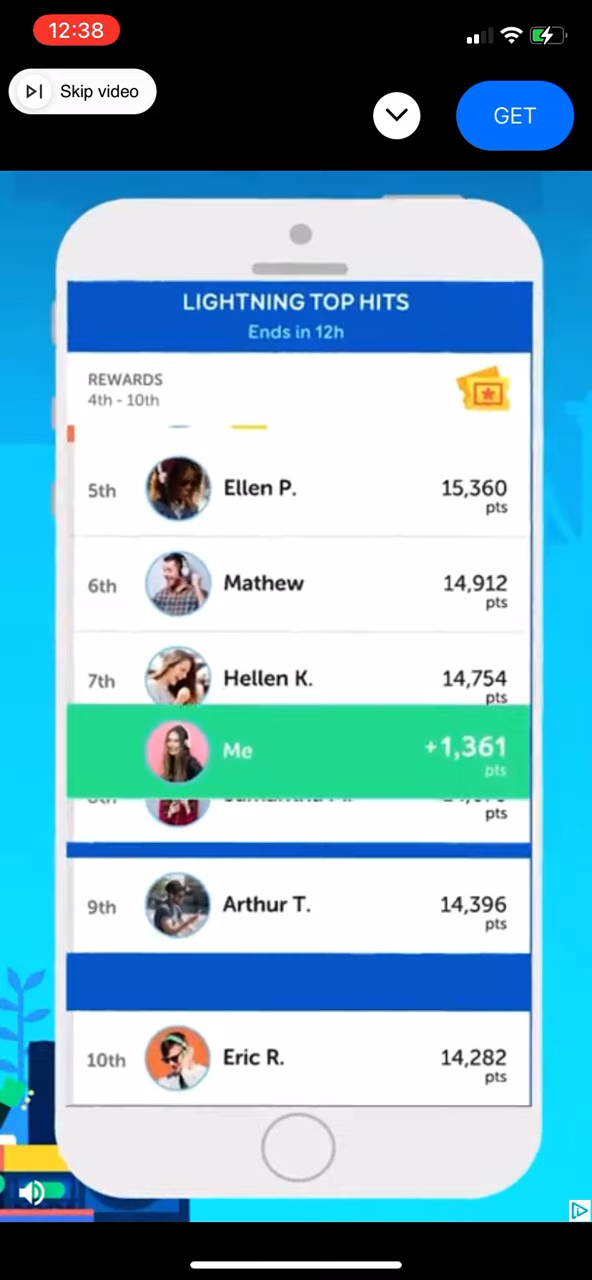 12:38
Skip video
GET
LIGHTNING TOP HITS
Ends in 12h
REWARDS
4th - 10th
5th Ellen P. 15,360
pts
6th Mathew 14,912
pts
7th Hellen K. 14,754
pts
Me +1,361
pts
pts
9th Arthur T. 14,396
pts
10th Eric R. 14,282
pts